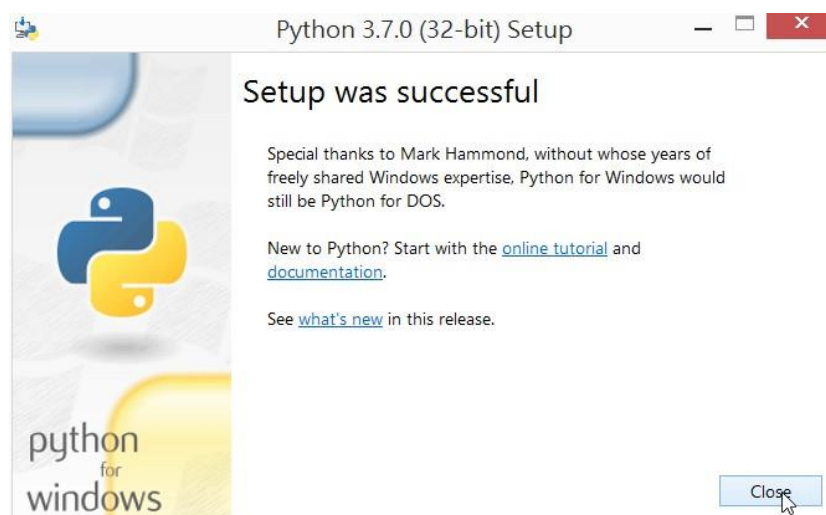 Python 3.7.0 (32-bit) Setup
Setup was successful
Special thanks to Mark Hammond, without whose years of
freely shared Windows expertise, Python for Windows would
still be Python for DOS.
New to Python? Start with the online tutorial and
documentation.
See what's new in this release.
python
for
windows
Close